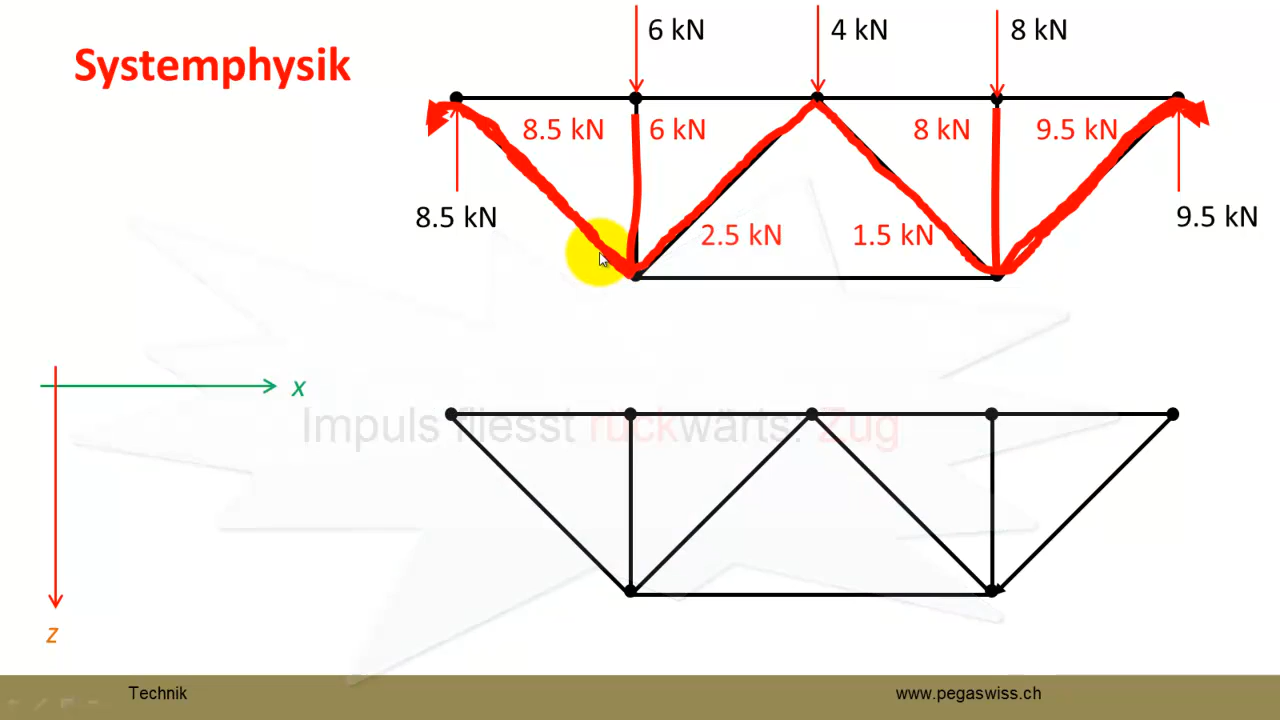 Systemphysik
6 kN
4 kN
8 kN
8.5 kN
6 kN
8 kN
9.5 kN
8.5 kN
2.5 kN
1.5 kN
9.5 kN
x
Impuls fliesst rückwärts: Zug
z
Technik
www.pegaswiss.ch